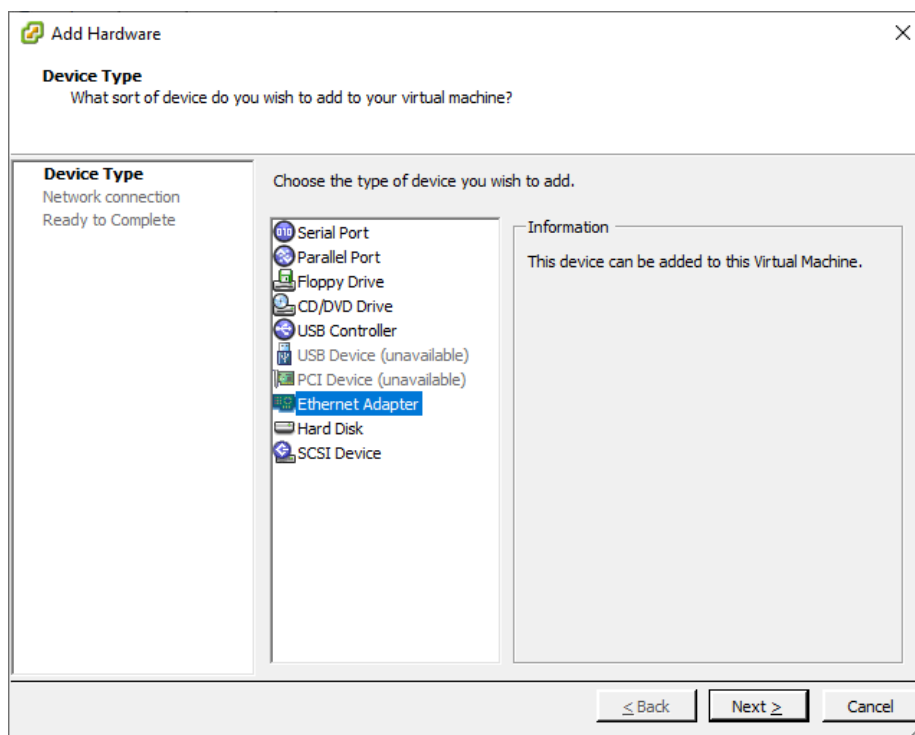 Add Hardware
Device Type
What sort of device do you wish to add to your virtual machine?
Device Type
Network connection
Ready to Complete
Choose the type of device you wish to add.
Serial Port
Parallel Port
Floppy Drive
CD/DVD Drive
USB Controller
USB Device (unavailable)
PCI Device (unavailable)
Ethernet Adapter
Hard Disk
SCSI Device
Information
This device can be added to this Virtual Machine.
< Back
Next >
Cancel